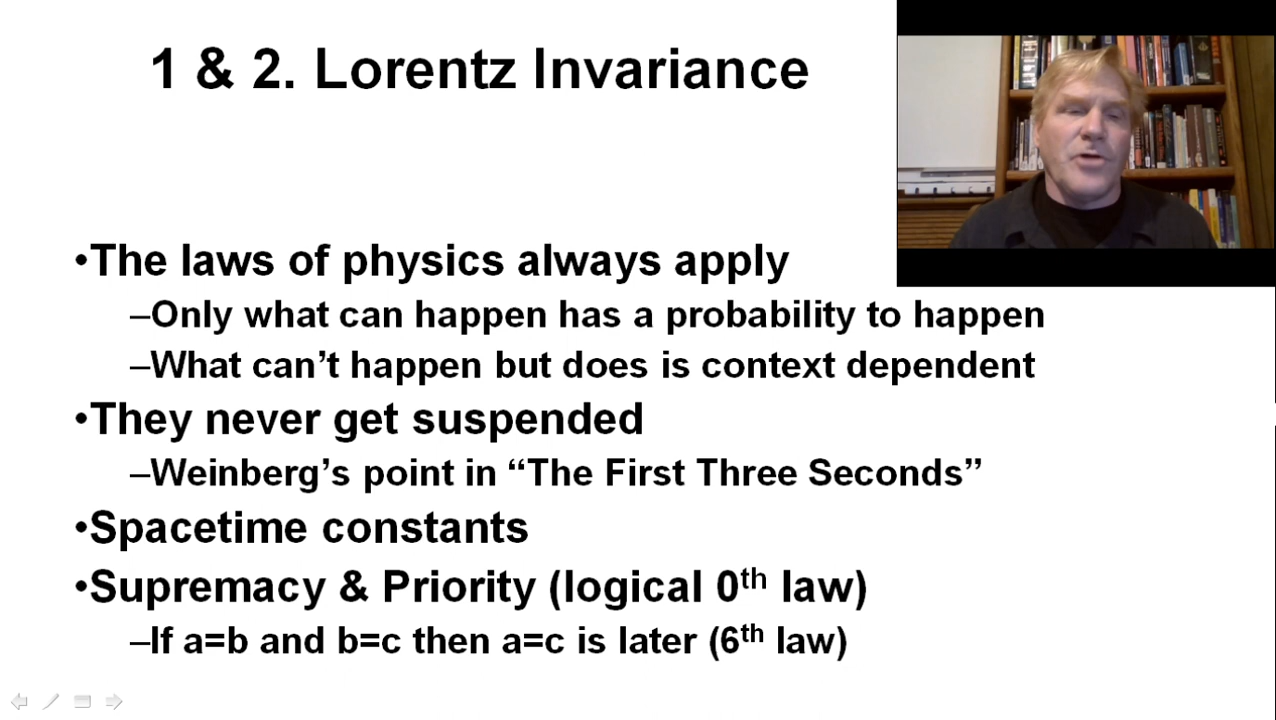 1 & 2. Lorentz Invariance
•The laws of physics always apply
–Only what can happen has a probability to happen
–What can’t happen but does is context dependent
•They never get suspended
–Weinberg’s point in “The First Three Seconds”
•Spacetime constants
•Supremacy & Priority (logical 0th law)
–If a=b and b=c then a=c is later (6th law)